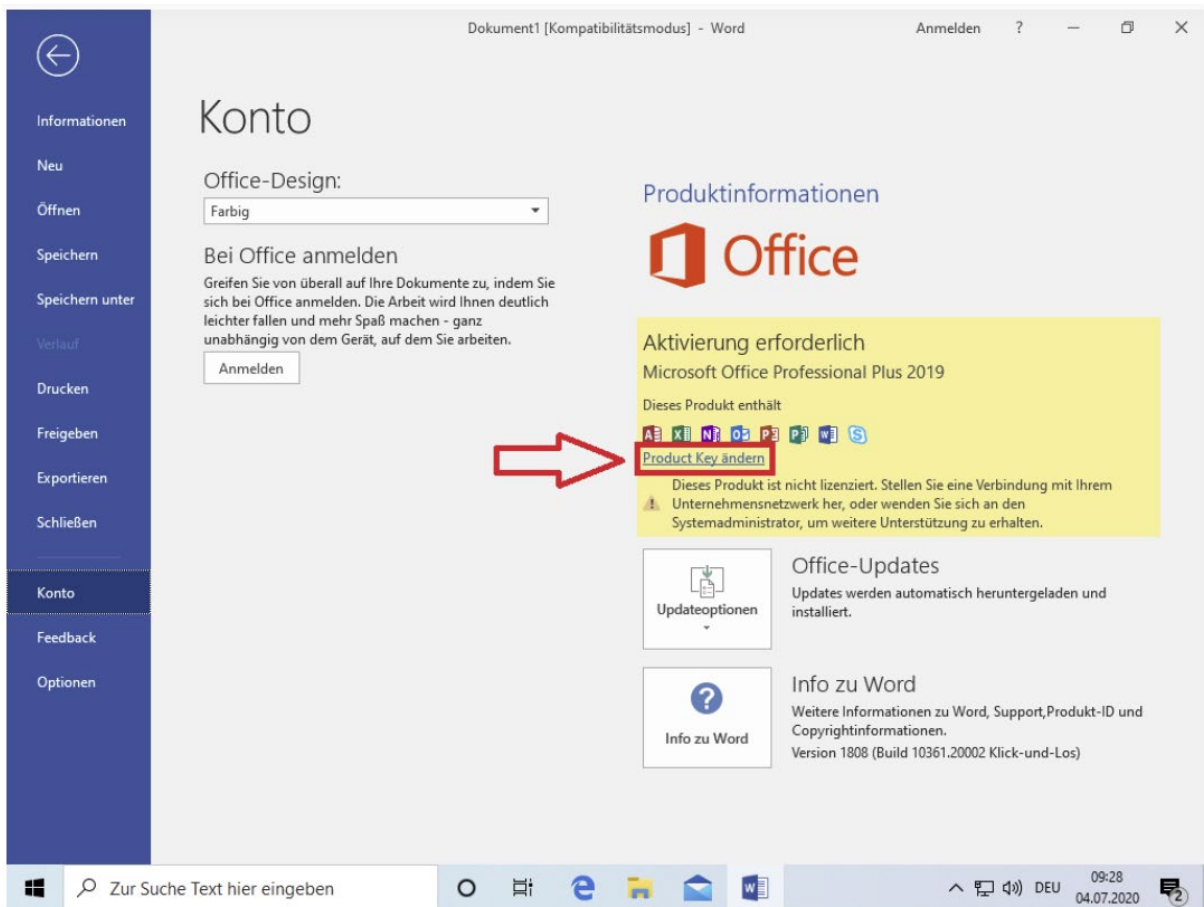 Dokument1 [Kompatibilitätsmodus] - Word
Anmelden ?
Informationen
Neu
Öffnen
Speichern
Speichern unter
Verlauf
Drucken
Freigeben
Exportieren
Schließen
Konto
Feedback
Optionen
Konto
Office-Design:
Farbig
Bei Office anmelden
Greifen Sie von überall auf Ihre Dokumente zu, indem Sie
sich bei Office anmelden. Die Arbeit wird Ihnen deutlich
leichter fallen und mehr Spaß machen - ganz
unabhängig von dem Gerät, auf dem Sie arbeiten.
Anmelden
Produktinformationen
Office
Aktivierung erforderlich
Microsoft Office Professional Plus 2019
Dieses Produkt enthält
Product Key ändern
Dieses Produkt ist nicht lizenziert. Stellen Sie eine Verbindung mit Ihrem
Unternehmensnetzwerk her, oder wenden Sie sich an den
Systemadministrator, um weitere Unterstützung zu erhalten.
Updateoptionen
Office-Updates
Updates werden automatisch heruntergeladen und
installiert.
Info zu Word
Info zu Word
Weitere Informationen zu Word, Support,Produkt-ID und
Copyrightinformationen.
Version 1808 (Build 10361.20002 Klick-und-Los)
Zur Suche Text hier eingeben
DEU
09:28
04.07.2020
2